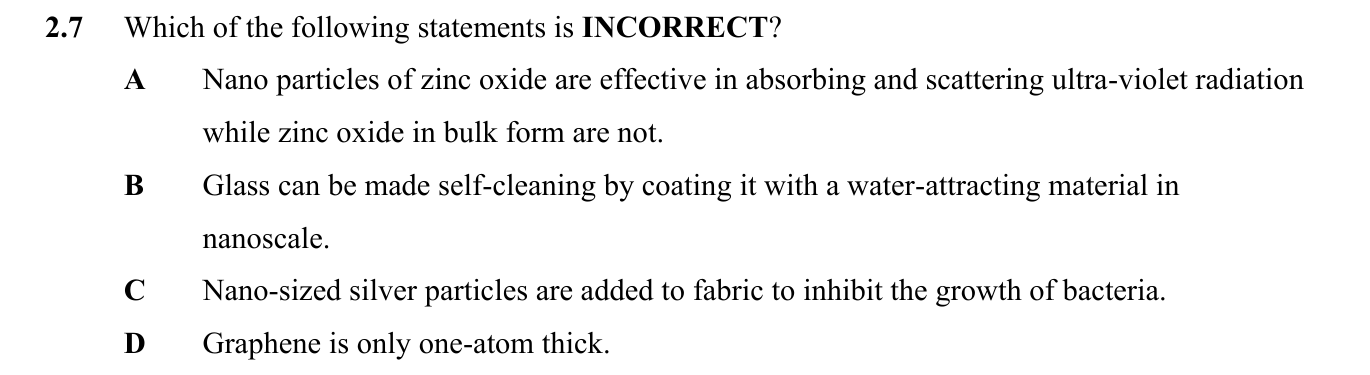 2.7 Which of the following statements is INCORRECT?
A Nano particles of zinc oxide are effective in absorbing and scattering ultra-violet radiation
while zinc oxide in bulk form are not.
B Glass can be made self-cleaning by coating it with a water-attracting material in
nanoscale.
C Nano-sized silver particles are added to fabric to inhibit the growth of bacteria.
D Graphene is only one-atom thick.